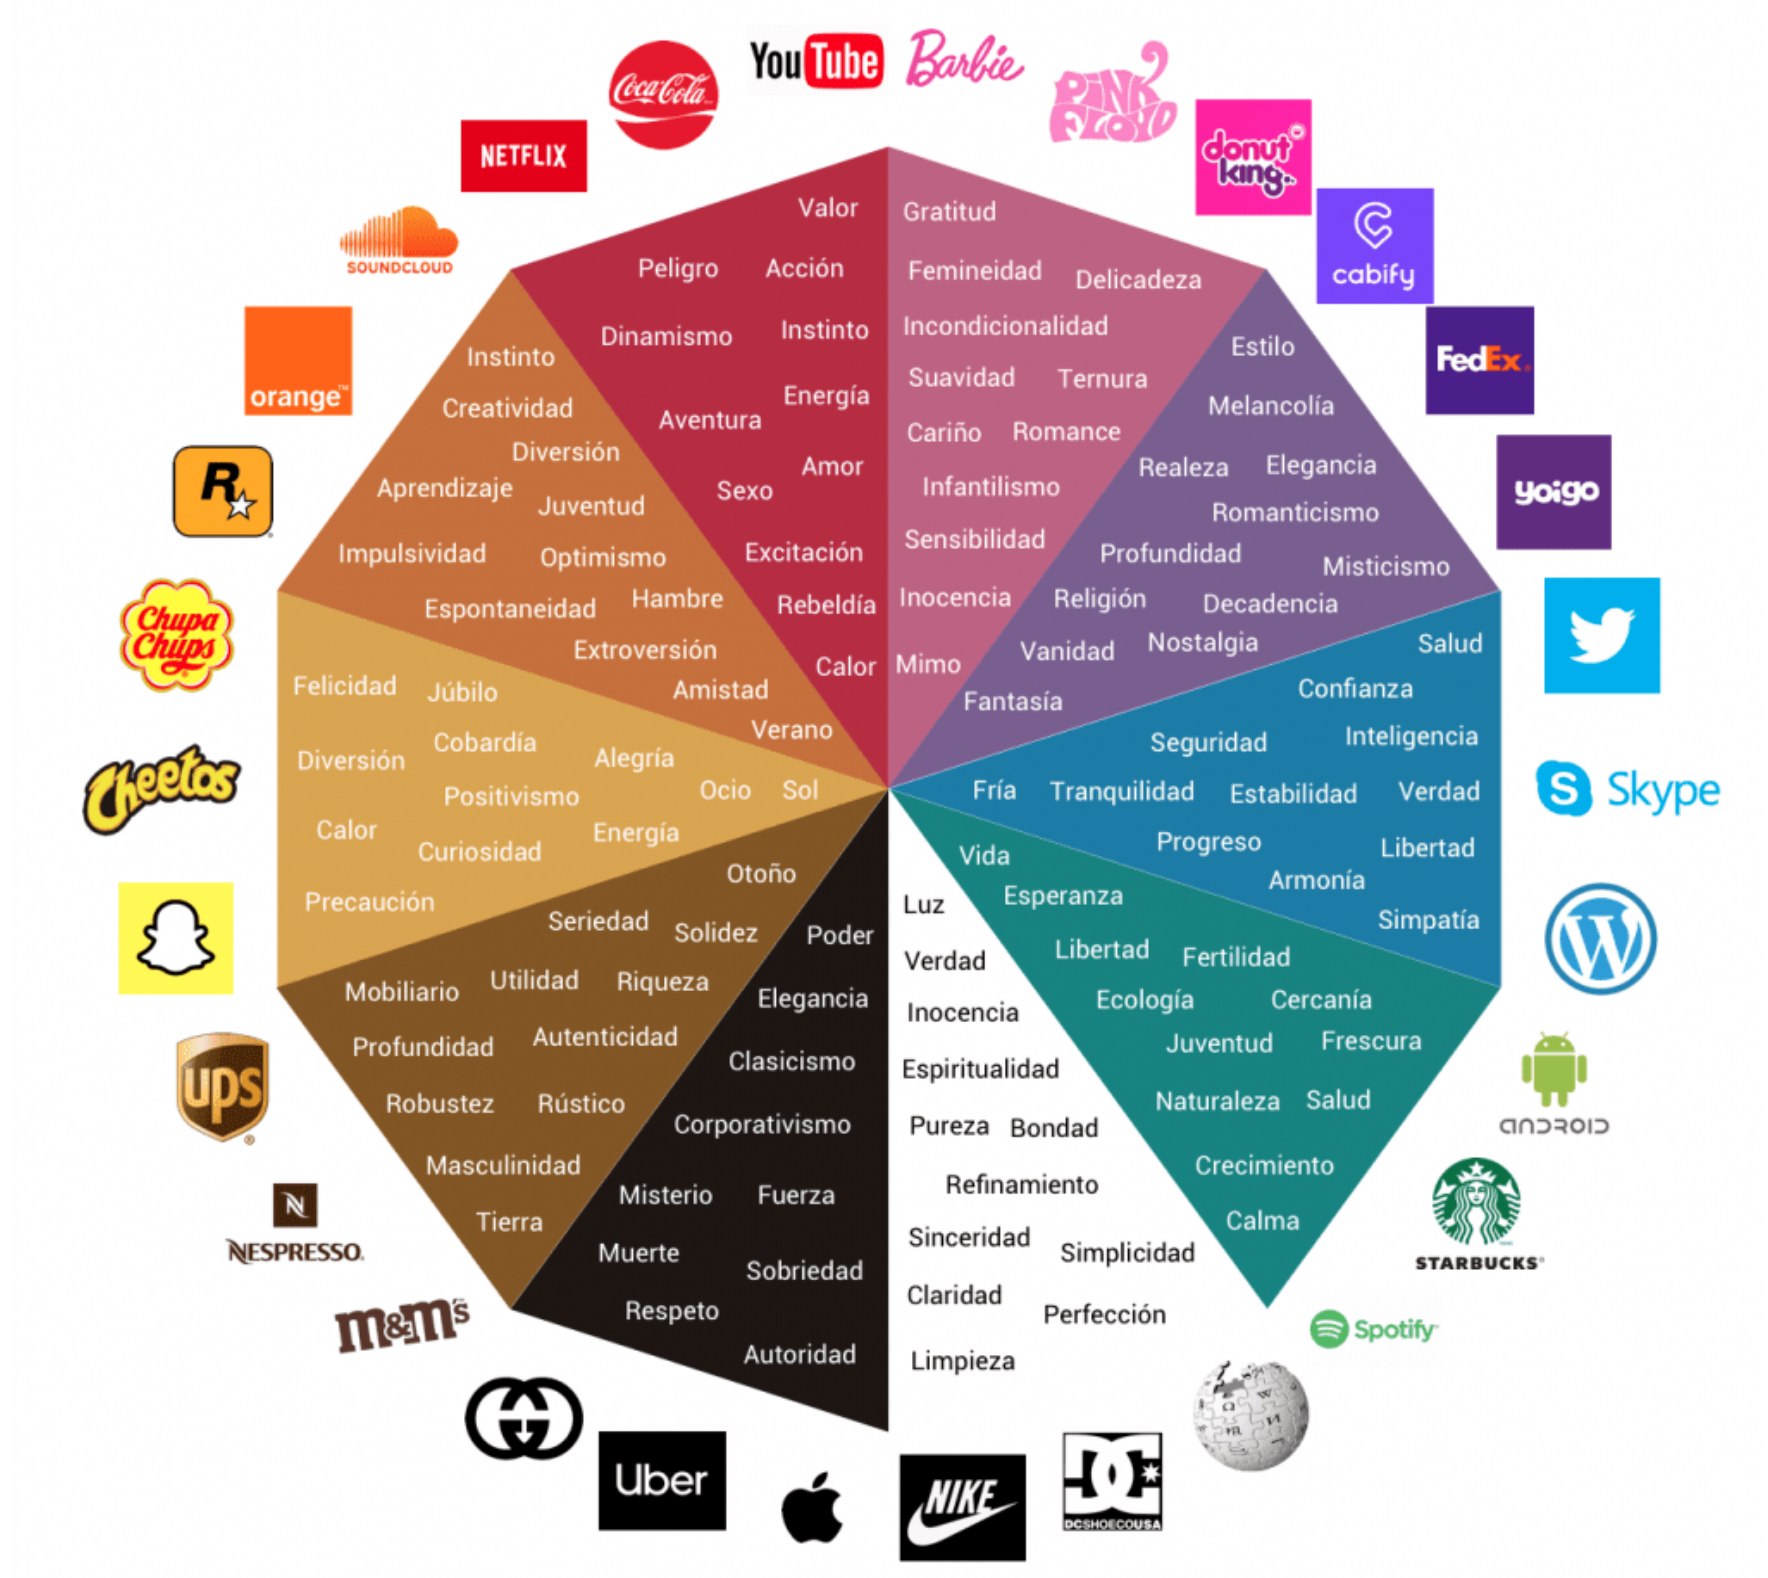 YouTube
Barbie
Coca-Cola
PINK
FLOYD
NETFLIX
donut
king.
SOUNDCLOUD
cabify
orange™
FedEx®
R
yoigo
Chupa
Chups
Cheetos
Skype
W
ups
ANDROID
N
NESPRESSO.
STARBUCKS®
m&m's
Spotify
Uber
NIKE
DCSHOECOUSA
Valor
Peligro Acción
Dinamismo Instinto
Energía
Aventura
Amor
Sexo
Excitación
Rebeldía
Calor
Gratitud
Femineidad Delicadeza
Incondicionalidad
Suavidad Ternura
Cariño Romance
Infantilismo
Sensibilidad
Inocencia
Mimo
Estilo
Melancolía
Realeza Elegancia
Romanticismo
Profundidad Misticismo
Religión Decadencia
Vanidad Nostalgia
Fantasía
Salud
Confianza
Seguridad Inteligencia
Fría Tranquilidad Estabilidad Verdad
Progreso Libertad
Armonía
Simpatía
Vida
Esperanza
Libertad Fertilidad
Ecología Cercanía
Juventud Frescura
Naturaleza Salud
Crecimiento
Calma
Luz
Verdad
Inocencia
Espiritualidad
Pureza Bondad
Refinamiento
Sinceridad Simplicidad
Claridad Perfección
Limpieza
Poder
Elegancia
Clasicismo
Corporativismo
Misterio Fuerza
Muerte Sobriedad
Respeto
Autoridad
Otoño
Seriedad Solidez
Mobiliario Utilidad Riqueza
Profundidad Autenticidad
Robustez Rústico
Masculinidad
Tierra
Felicidad Júbilo
Cobardía
Diversión Alegría
Positivismo Ocio Sol
Calor Energía
Curiosidad
Precaución
Instinto
Creatividad
Diversión
Aprendizaje Juventud
Impulsividad Optimismo
Espontaneidad Hambre
Extroversión
Amistad
Verano